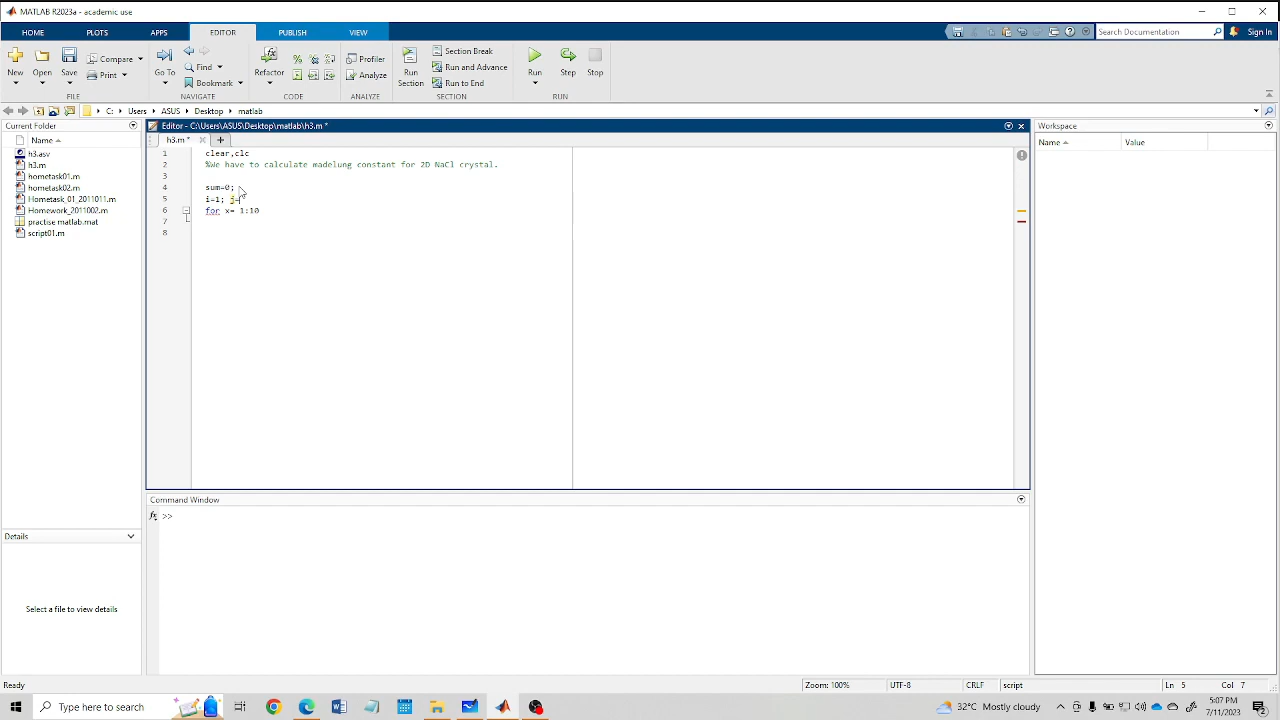 MATLAB R2023a - academic use
HOME PLOTS APPS EDITOR PUBLISH VIEW Search Documentation Sign In
New Open Save Compare Print Go To Find Bookmark Refactor Profiler Analyze Run Section Section Break Run and Advance Run to End Run Step Stop
FILE NAVIGATE CODE ANALYZE SECTION RUN
C: Users ASUS Desktop matlab
Current Folder
Name
h3.asv
h3.m
hometask01.m
hometask02.m
Hometask_01_2011011.m
Homework_2011002.m
practise matlab.mat
script01.m
Details
Select a file to view details
Editor - C:\Users\ASUS\Desktop\matlab\h3.m *
h3.m * +
1 clear,clc
2 %We have to calculate madelung constant for 2D NaCl crystal.
3
4 sum=0;
5 i=1; j=
6 for x= 1:10
7
8
Command Window
fx >>
Workspace
Name Value
Ready Zoom: 100% UTF-8 CRLF script Ln 5 Col 7
Type here to search 32°C Mostly cloudy 5:07 PM
7/11/2023 2